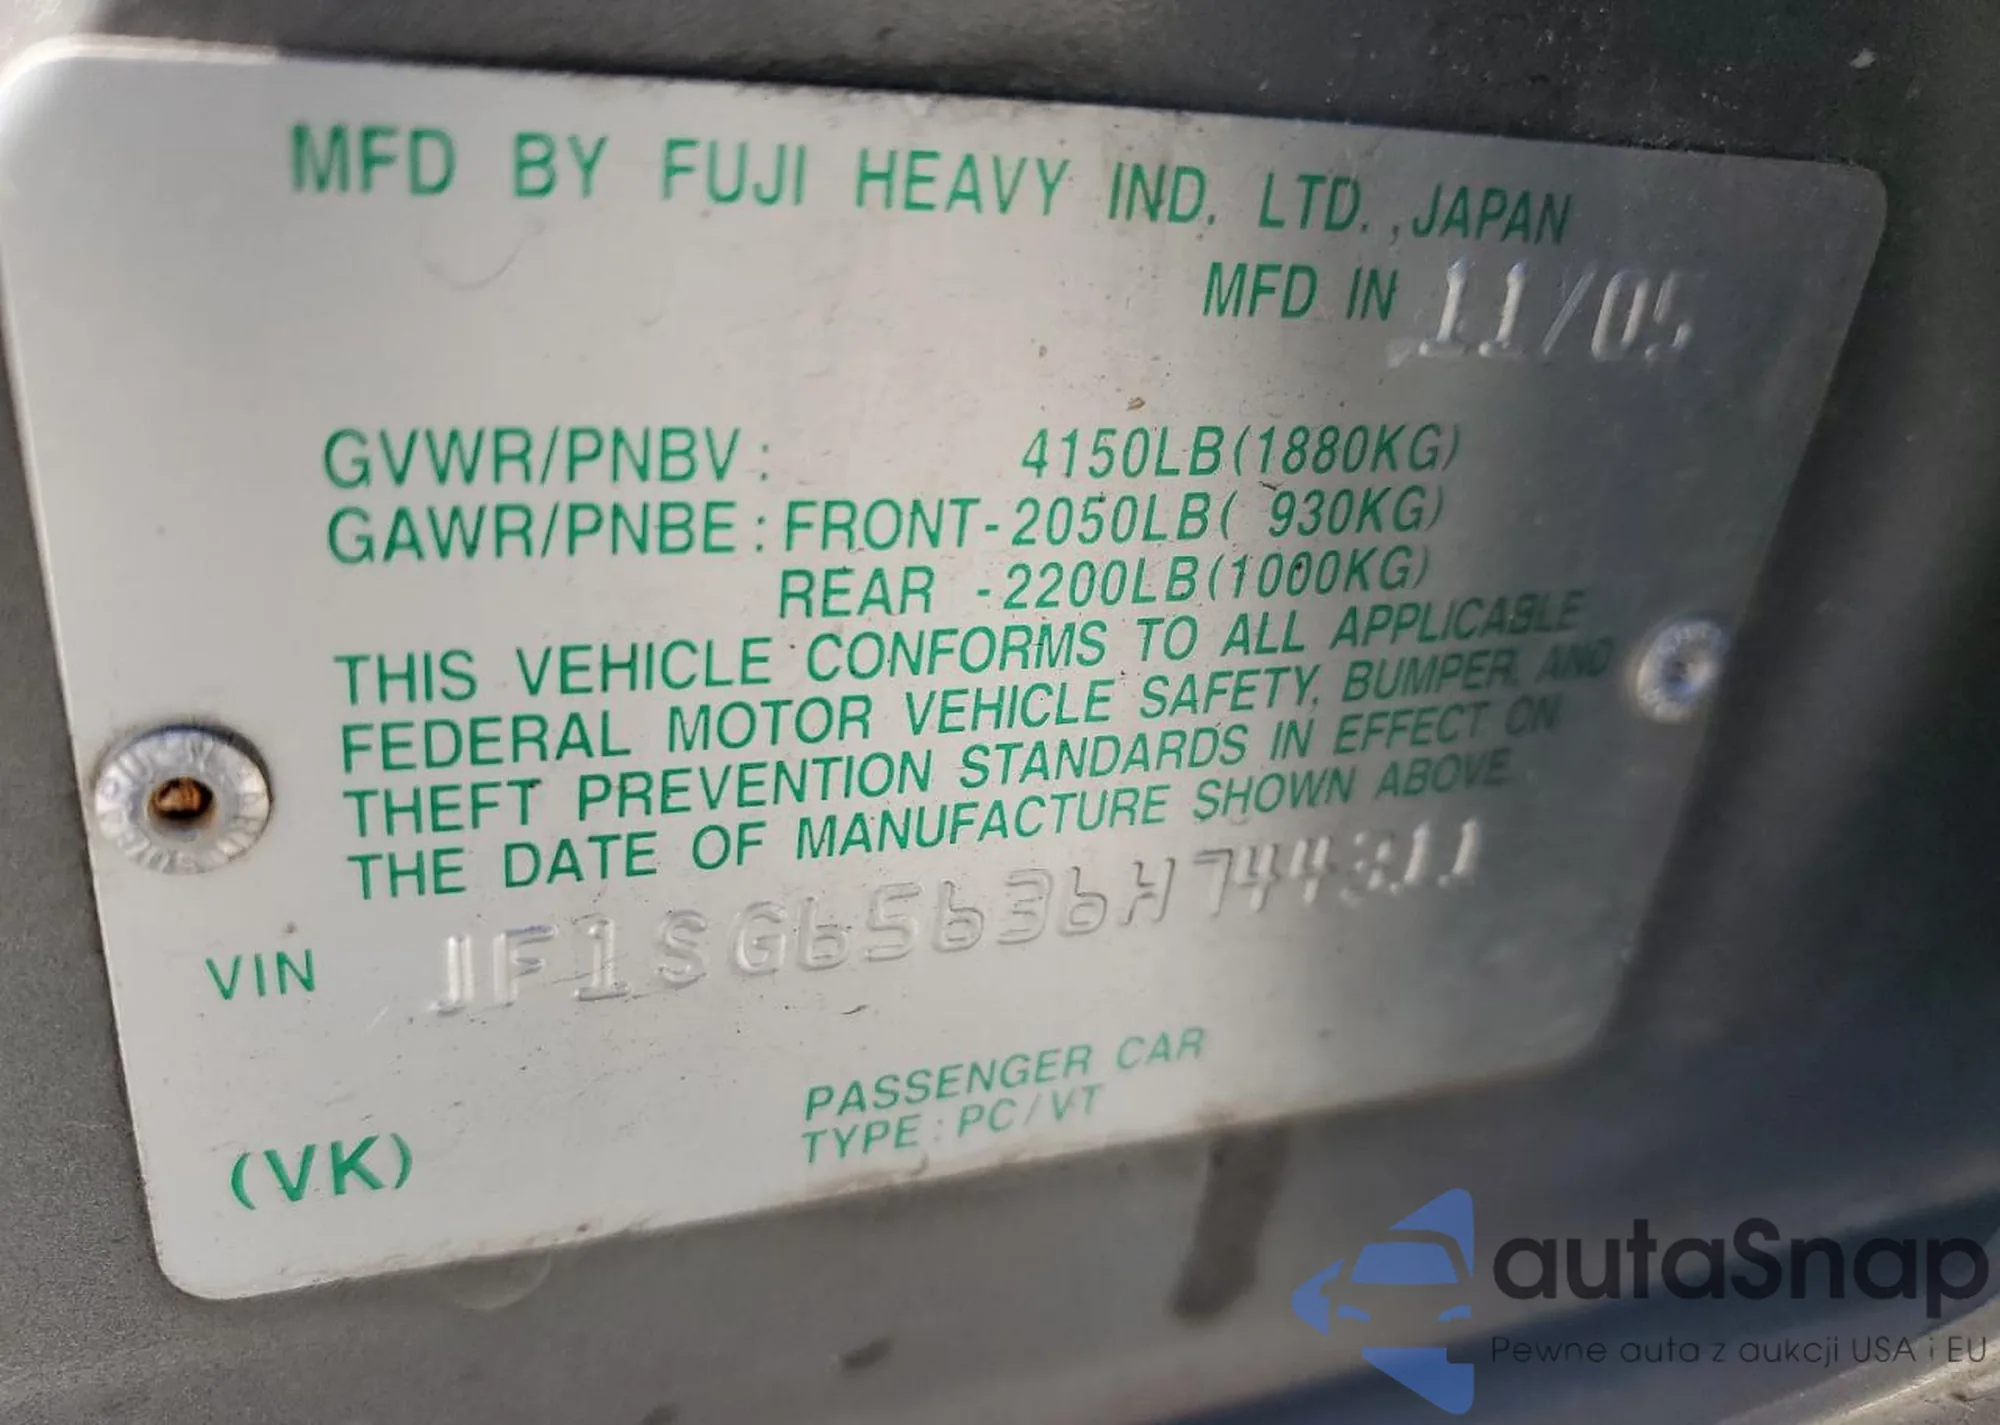 MFD BY FUJI HEAVY IND. LTD.,JAPAN
MFD IN 11/05
GVWR/PNBV: 4150LB(1880KG)
GAWR/PNBE:FRONT-2050LB( 930KG)
REAR -2200LB(1000KG)
THIS VEHICLE CONFORMS TO ALL APPLICABLE
FEDERAL MOTOR VEHICLE SAFETY, BUMPER, AND
THEFT PREVENTION STANDARDS IN EFFECT ON
THE DATE OF MANUFACTURE SHOWN ABOVE.
VIN JF1SG65636H744311
PASSENGER CAR
(VK) TYPE:PC/VT
autaSnap
Pewne auta z aukcji USA i EU